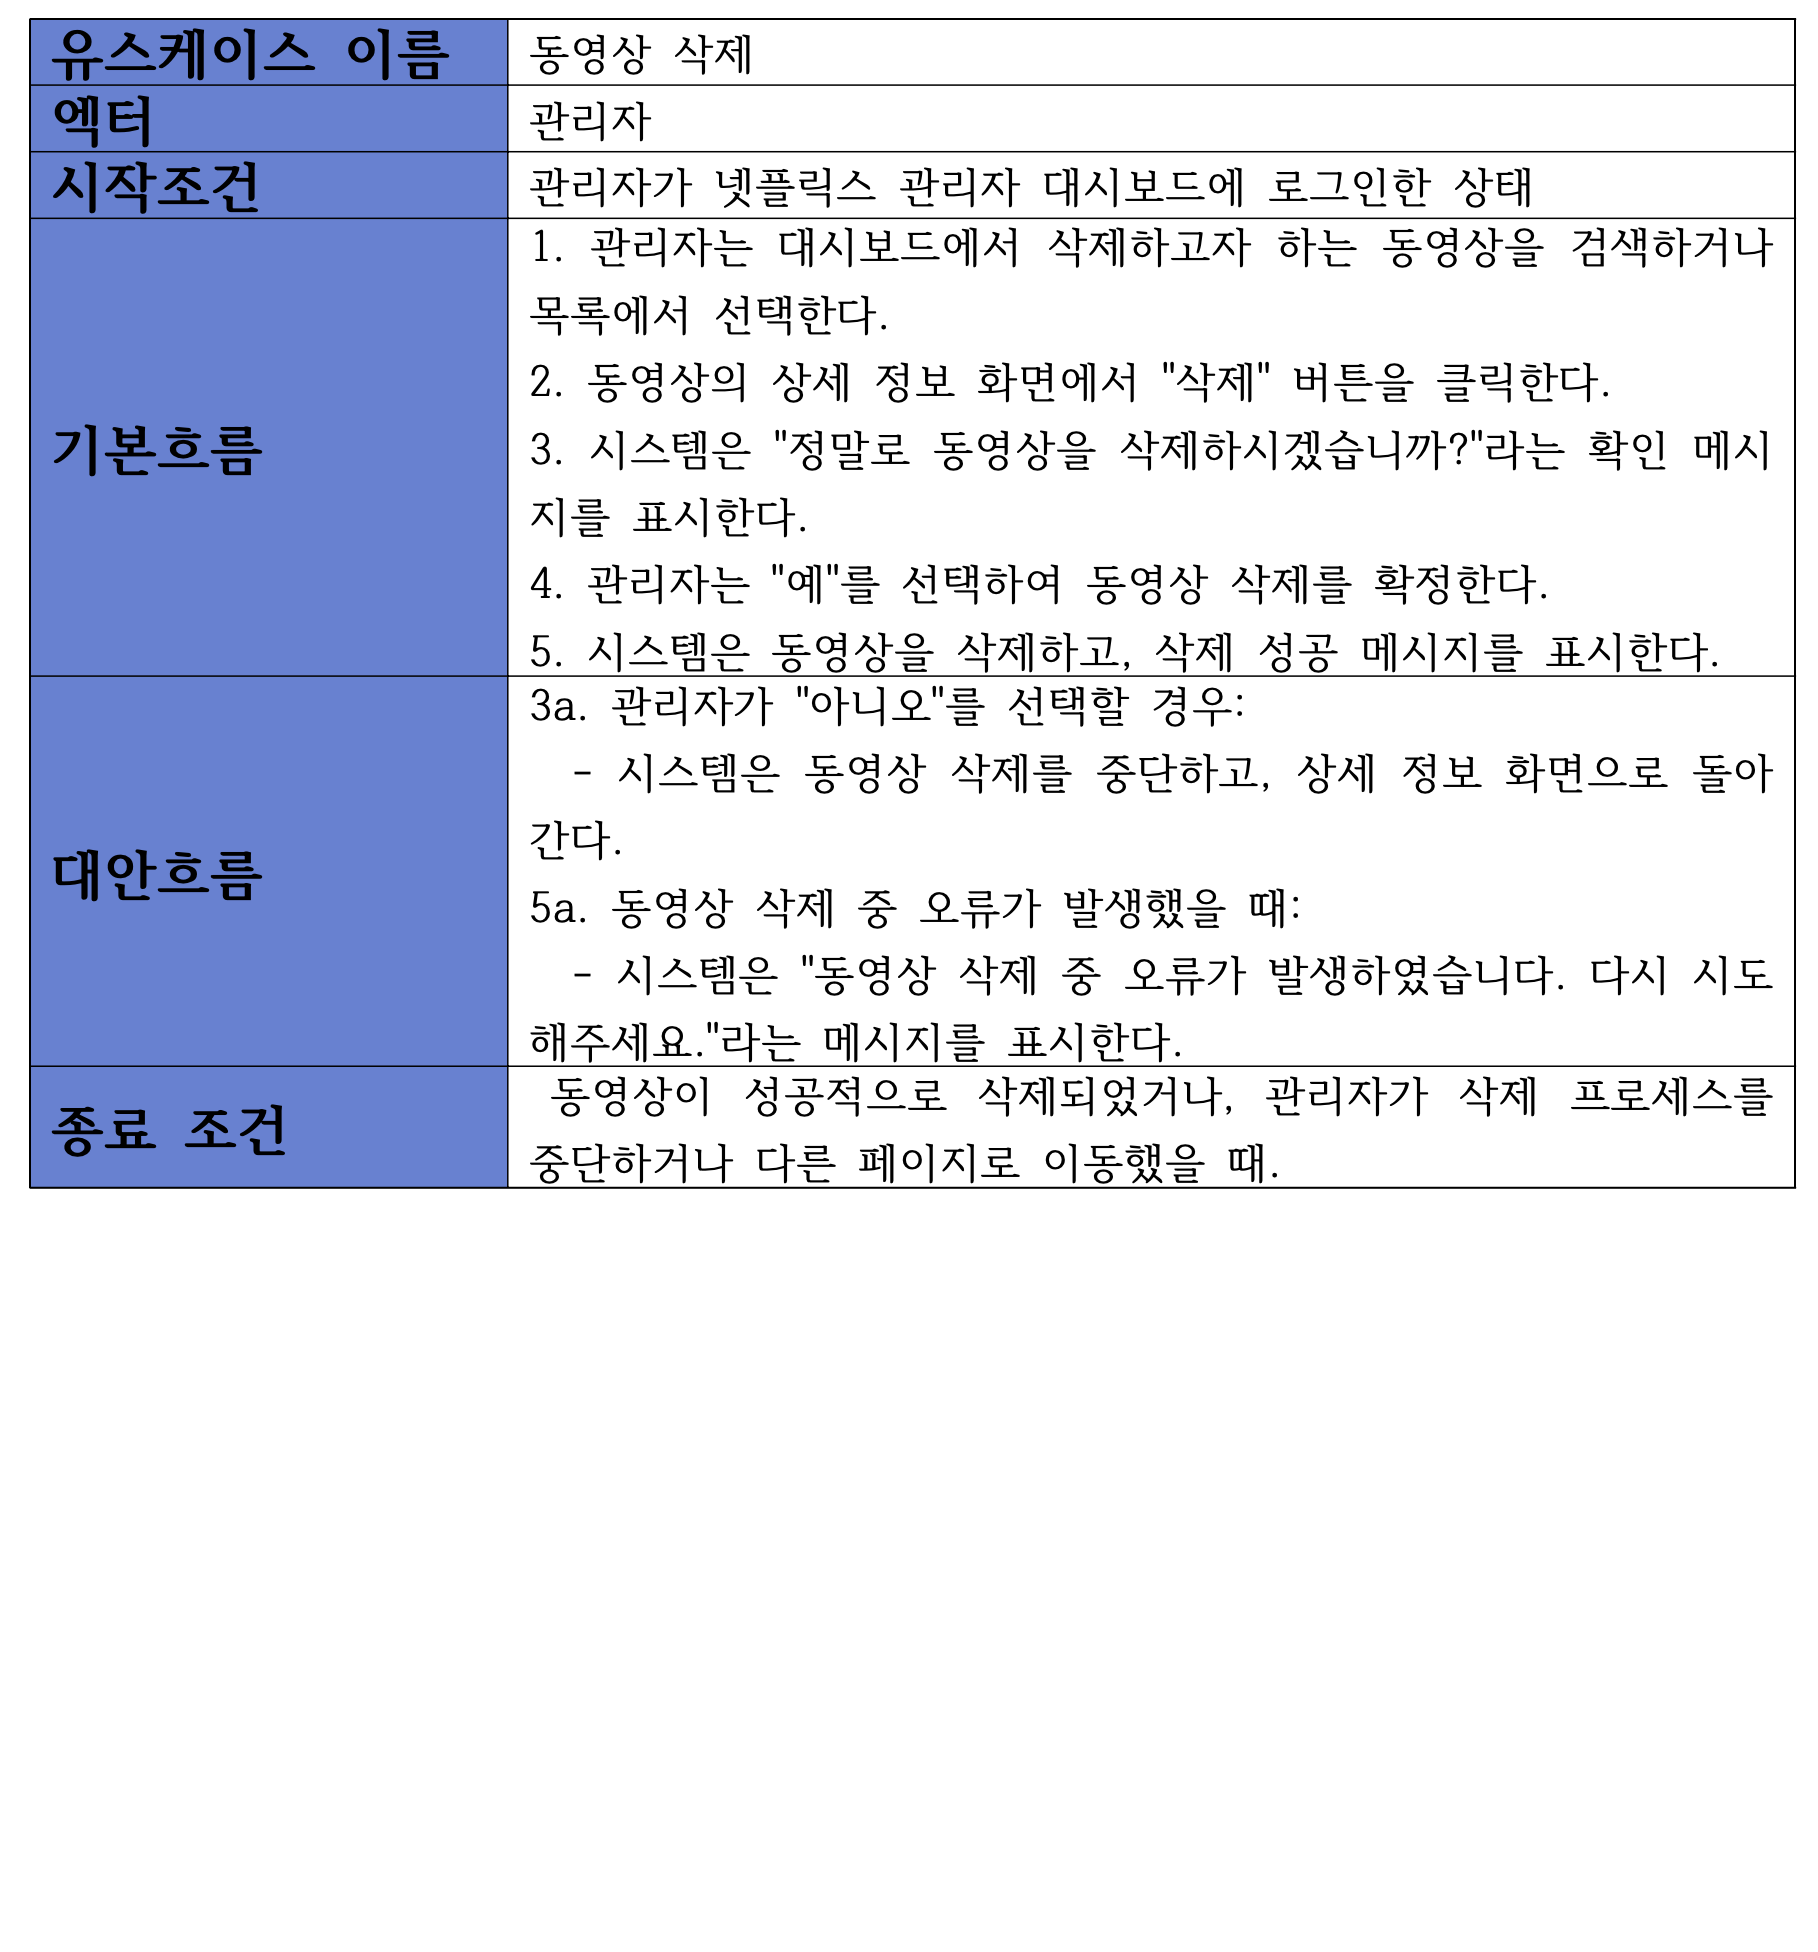 유스케이스 이름
동영상 삭제
엑터
관리자
시작조건
관리자가 넷플릭스 관리자 대시보드에 로그인한 상태
기본흐름
1. 관리자는 대시보드에서 삭제하고자 하는 동영상을 검색하거나
목록에서 선택한다.
2. 동영상의 상세 정보 화면에서 "삭제" 버튼을 클릭한다.
3. 시스템은 "정말로 동영상을 삭제하시겠습니까?"라는 확인 메시
지를 표시한다.
4. 관리자는 "예"를 선택하여 동영상 삭제를 확정한다.
5. 시스템은 동영상을 삭제하고, 삭제 성공 메시지를 표시한다.
대안흐름
3a. 관리자가 "아니오"를 선택할 경우:
- 시스템은 동영상 삭제를 중단하고, 상세 정보 화면으로 돌아
간다.
5a. 동영상 삭제 중 오류가 발생했을 때:
- 시스템은 "동영상 삭제 중 오류가 발생하였습니다. 다시 시도
해주세요."라는 메시지를 표시한다.
종료 조건
동영상이 성공적으로 삭제되었거나, 관리자가 삭제 프로세스를
중단하거나 다른 페이지로 이동했을 때.